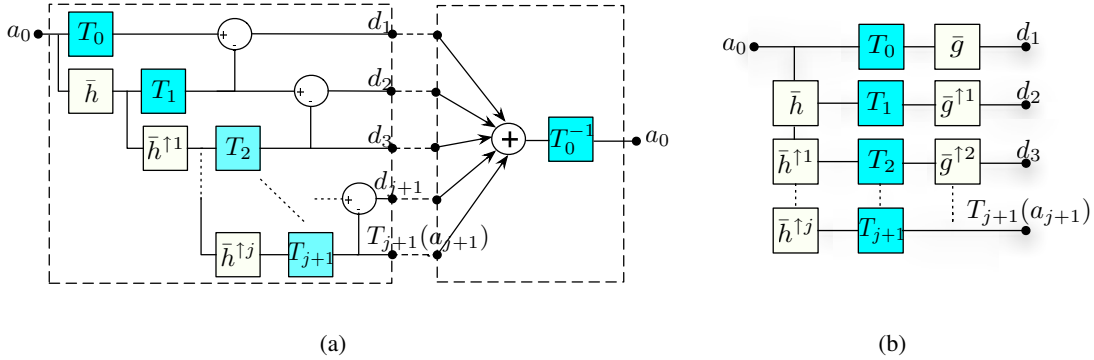 a₀ T₀ + - d₁
h̄ T₁ + - d₂
h̄↑¹ T₂ d₃
+ - dⱼ₊₁
h̄↑ʲ Tⱼ₊₁ Tⱼ₊₁(aⱼ₊₁)
+ T₀⁻¹ a₀
(a)
a₀ T₀ ḡ d₁
h̄ T₁ ḡ↑¹ d₂
h̄↑¹ T₂ ḡ↑² d₃
h̄↑ʲ Tⱼ₊₁ Tⱼ₊₁(aⱼ₊₁)
(b)